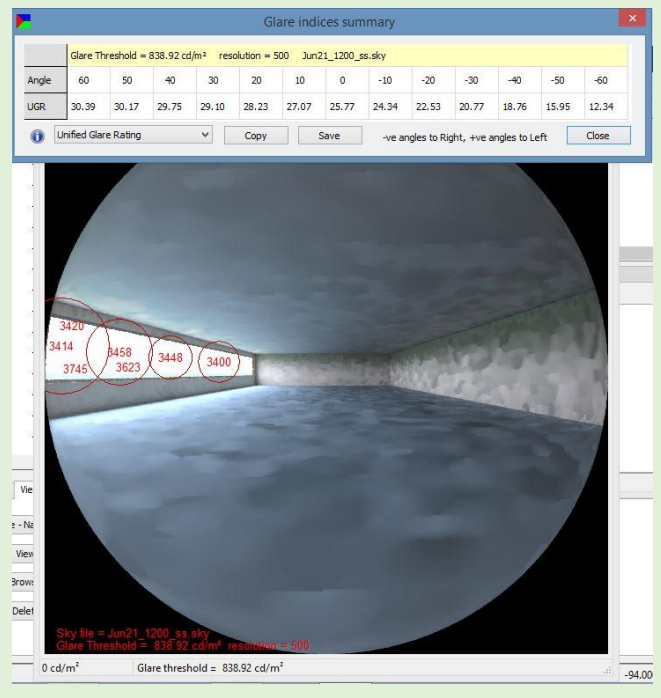 Glare indices summary
Glare Threshold = 838.92 cd/m² resolution = 500 Jun21_1200_ss.sky
Angle 60 50 40 30 20 10 0 -10 -20 -30 -40 -50 -60
UGR 30.39 30.17 29.75 29.10 28.23 27.07 25.77 24.34 22.53 20.77 18.76 15.95 12.34
Unified Glare Rating Copy Save -ve angles to Right, +ve angles to Left Close
3420
3414 3458 3448 3400
3745 3623
Vie
e - Na
View
Brows
Delet
Sky file = Jun21_1200_ss.sky
Glare Threshold = 838.92 cd/m² resolution = 500
0 cd/m² Glare threshold = 838.92 cd/m²
-94.00